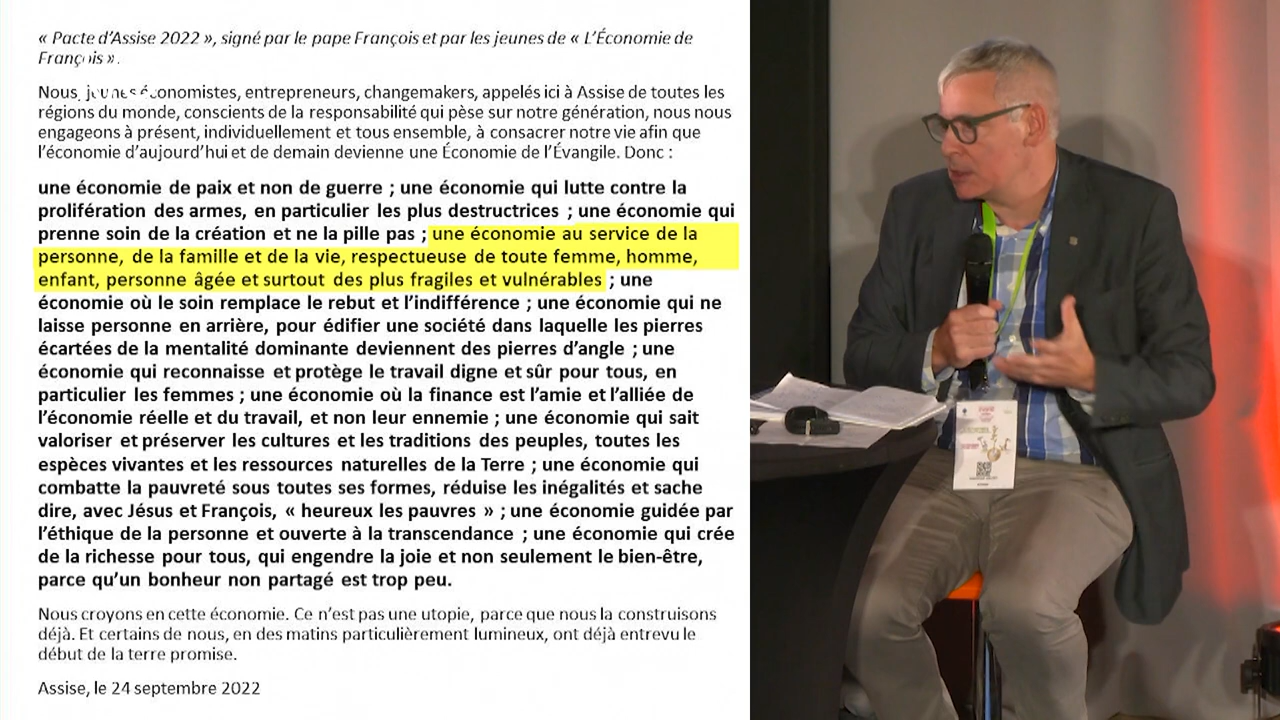 « Pacte d’Assise 2022 », signé par le pape François et par les jeunes de « L’Économie de
François ».
Nous, jeunes économistes, entrepreneurs, changemakers, appelés ici à Assise de toutes les
régions du monde, conscients de la responsabilité qui pèse sur notre génération, nous nous
engageons à présent, individuellement et tous ensemble, à consacrer notre vie afin que
l’économie d’aujourd’hui et de demain devienne une Économie de l’Évangile. Donc :
une économie de paix et non de guerre ; une économie qui lutte contre la
prolifération des armes, en particulier les plus destructrices ; une économie qui
prenne soin de la création et ne la pille pas ; une économie au service de la
personne, de la famille et de la vie, respectueuse de toute femme, homme,
enfant, personne âgée et surtout des plus fragiles et vulnérables ; une
économie où le soin remplace le rebut et l’indifférence ; une économie qui ne
laisse personne en arrière, pour édifier une société dans laquelle les pierres
écartées de la mentalité dominante deviennent des pierres d’angle ; une
économie qui reconnaisse et protège le travail digne et sûr pour tous, en
particulier les femmes ; une économie où la finance est l’amie et l’alliée de
l’économie réelle et du travail, et non leur ennemie ; une économie qui sait
valoriser et préserver les cultures et les traditions des peuples, toutes les
espèces vivantes et les ressources naturelles de la Terre ; une économie qui
combatte la pauvreté sous toutes ses formes, réduise les inégalités et sache
dire, avec Jésus et François, « heureux les pauvres » ; une économie guidée par
l’éthique de la personne et ouverte à la transcendance ; une économie qui crée
de la richesse pour tous, qui engendre la joie et non seulement le bien-être,
parce qu’un bonheur non partagé est trop peu.
Nous croyons en cette économie. Ce n’est pas une utopie, parce que nous la construisons
déjà. Et certains de nous, en des matins particulièrement lumineux, ont déjà entrevu le
début de la terre promise.
Assise, le 24 septembre 2022